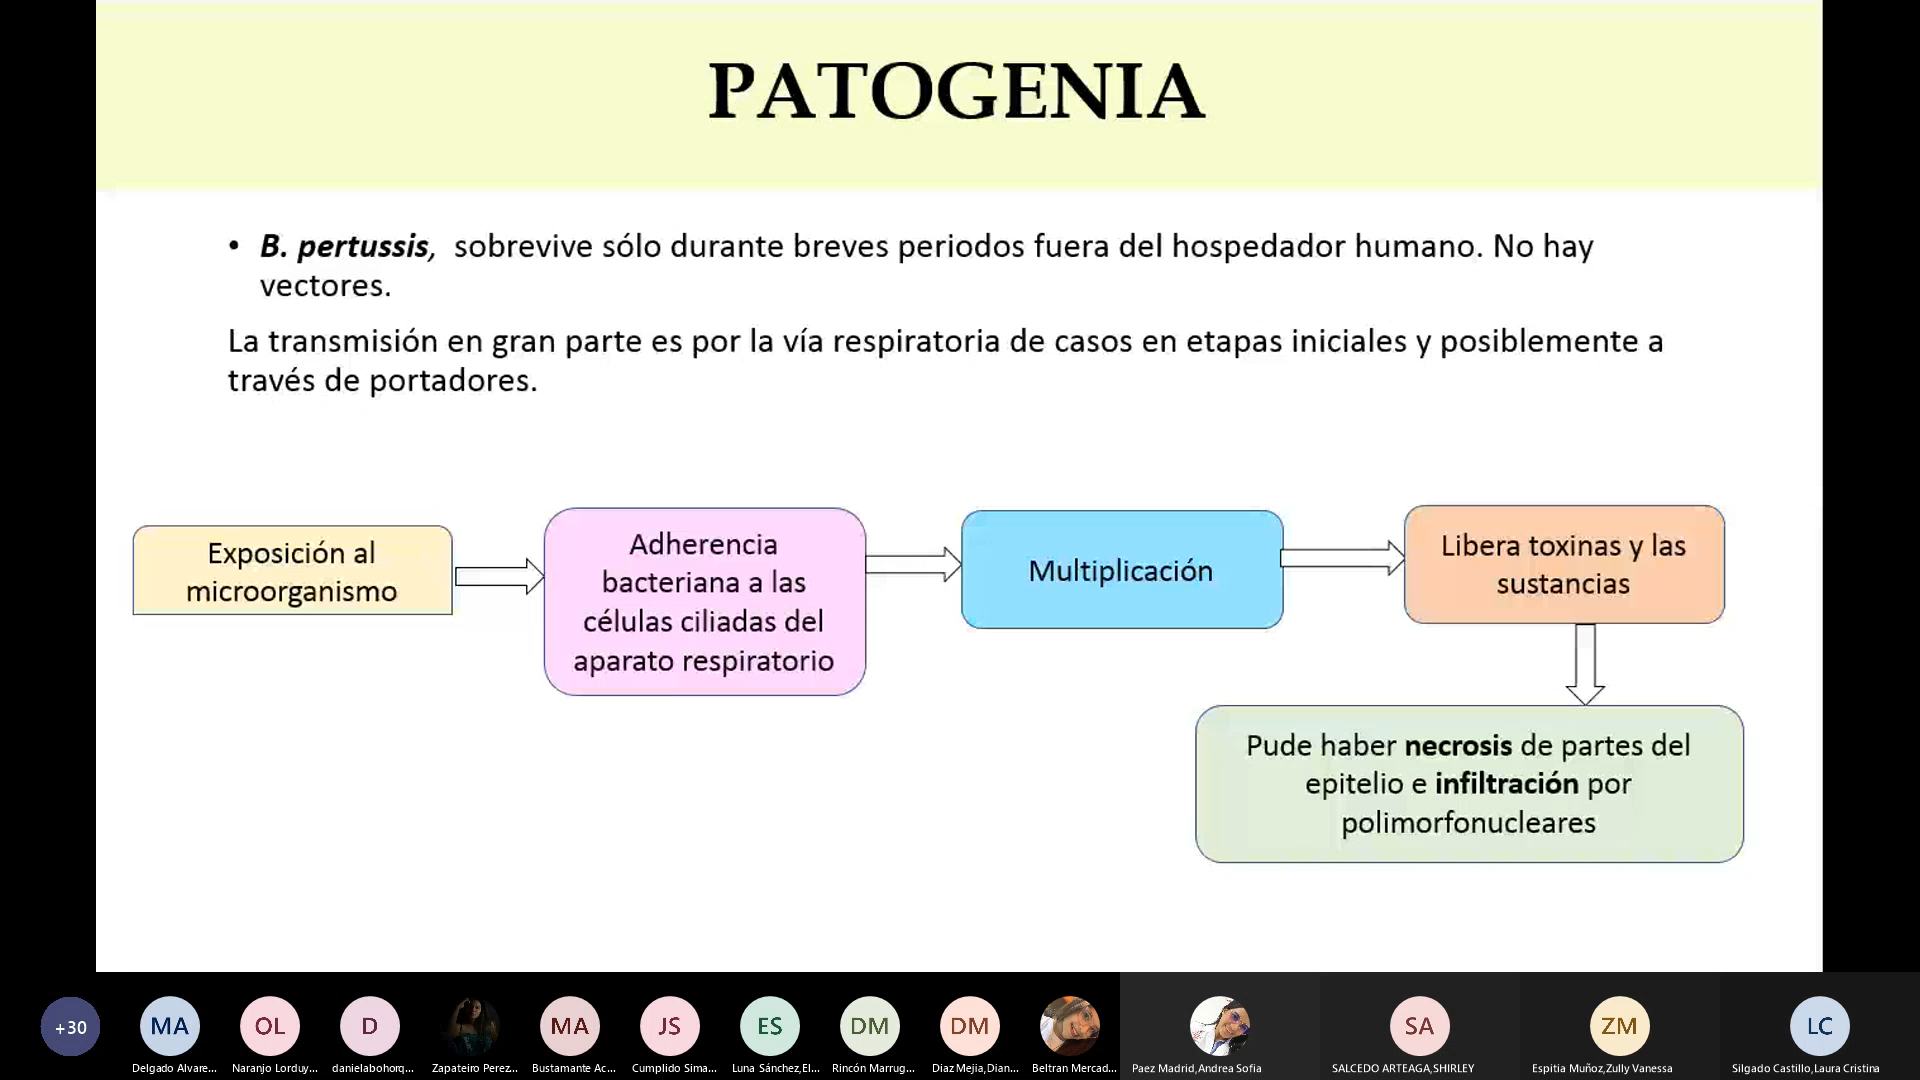 PATOGENIA
• B. pertussis, sobrevive sólo durante breves periodos fuera del hospedador humano. No hay
vectores.
La transmisión en gran parte es por la vía respiratoria de casos en etapas iniciales y posiblemente a
través de portadores.
Exposición al
microorganismo
Adherencia
bacteriana a las
células ciliadas del
aparato respiratorio
Multiplicación
Libera toxinas y las
sustancias
Pude haber necrosis de partes del
epitelio e infiltración por
polimorfonucleares
+30
MA
OL
D
MA
JS
ES
DM
DM
SA
ZM
LC
Delgado Alvare...
Naranjo Lorduy...
danielabohorq...
Zapateiro Perez...
Bustamante Ac...
Cumplido Sima...
Luna Sánchez,El...
Rincón Marrug...
Diaz Mejia,Dian...
Beltran Mercad...
Paez Madrid,Andrea Sofia
SALCEDO ARTEAGA,SHIRLEY
Espitia Muñoz,Zully Vanessa
Silgado Castillo,Laura Cristina